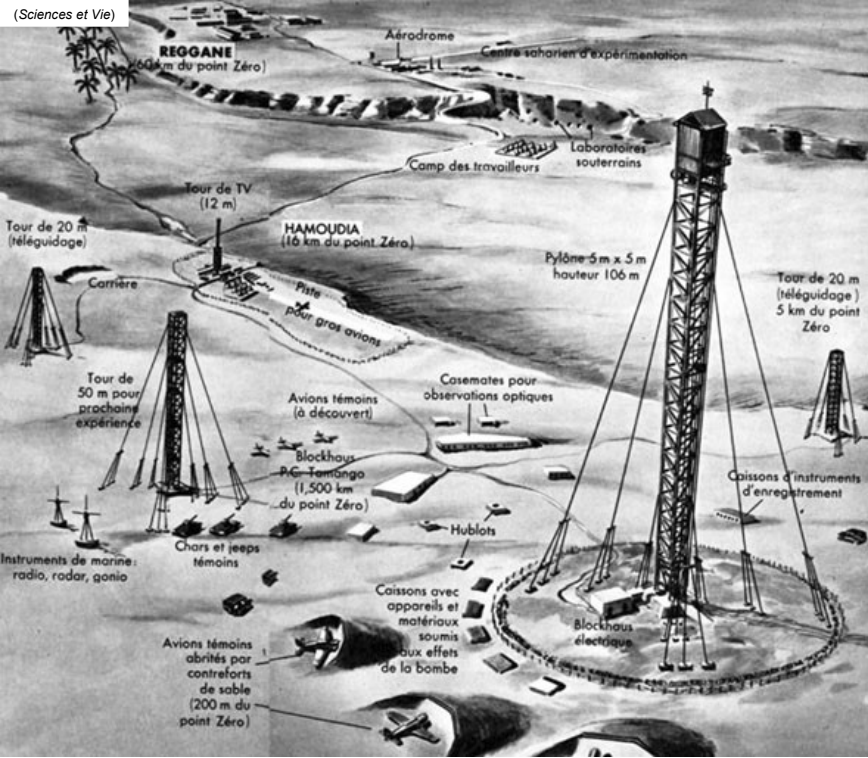 (Sciences et Vie)
REGGANE
(60 km du point Zéro)
Aérodrome
Centre saharien d'expérimentation
Laboratoires
souterrains
Camp des travailleurs
Tour de TV
(12 m)
HAMOUDIA
(16 km du point Zéro)
Tour de 20 m
(téléguidage)
Carrière
Piste
pour gros avions
Pylône 5 m x 5 m
hauteur 106 m
Tour de 20 m
(téléguidage)
5 km du point
Zéro
Tour de
50 m pour
prochaine
expérience
Avions témoins
(à découvert)
Casemates pour
observations optiques
Blockhaus
P.C. Tamango
(1,500 km
du point Zéro)
Caissons d'instruments
d'enregistrement
Hublots
Chars et jeeps
témoins
Instruments de marine:
radio, radar, gonio
Caissons avec
appareils et
matériaux
soumis
aux effets
de la bombe
Blockhaus
électrique
Avions témoins
abrités par
contreforts
de sable
(200 m du
point Zéro)